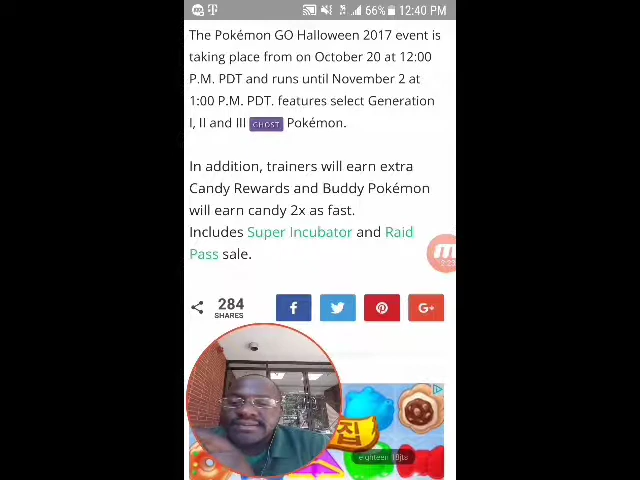 66% 12:40 PM
The Pokémon GO Halloween 2017 event is
taking place from on October 20 at 12:00
P.M. PDT and runs until November 2 at
1:00 P.M. PDT. features select Generation
I, II and III GHOST Pokémon.
In addition, trainers will earn extra
Candy Rewards and Buddy Pokémon
will earn candy 2x as fast.
Includes Super Incubator and Raid
Pass sale.
284
SHARES
G+
집
eighteen 18jts